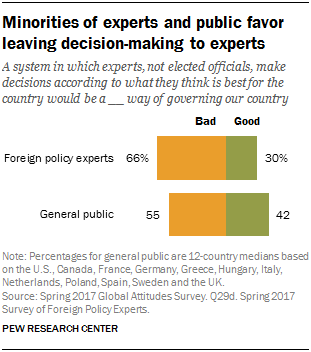 Minorities of experts and public favor
leaving decision-making to experts
A system in which experts, not elected officials, make
decisions according to what they think is best for the
country would be a __ way of governing our country
Bad Good
Foreign policy experts 66% 30%
General public 55 42
Note: Percentages for general public are 12-country medians based
on the U.S., Canada, France, Germany, Greece, Hungary, Italy,
Netherlands, Poland, Spain, Sweden and the UK.
Source: Spring 2017 Global Attitudes Survey. Q29d. Spring 2017
Survey of Foreign Policy Experts.
PEW RESEARCH CENTER